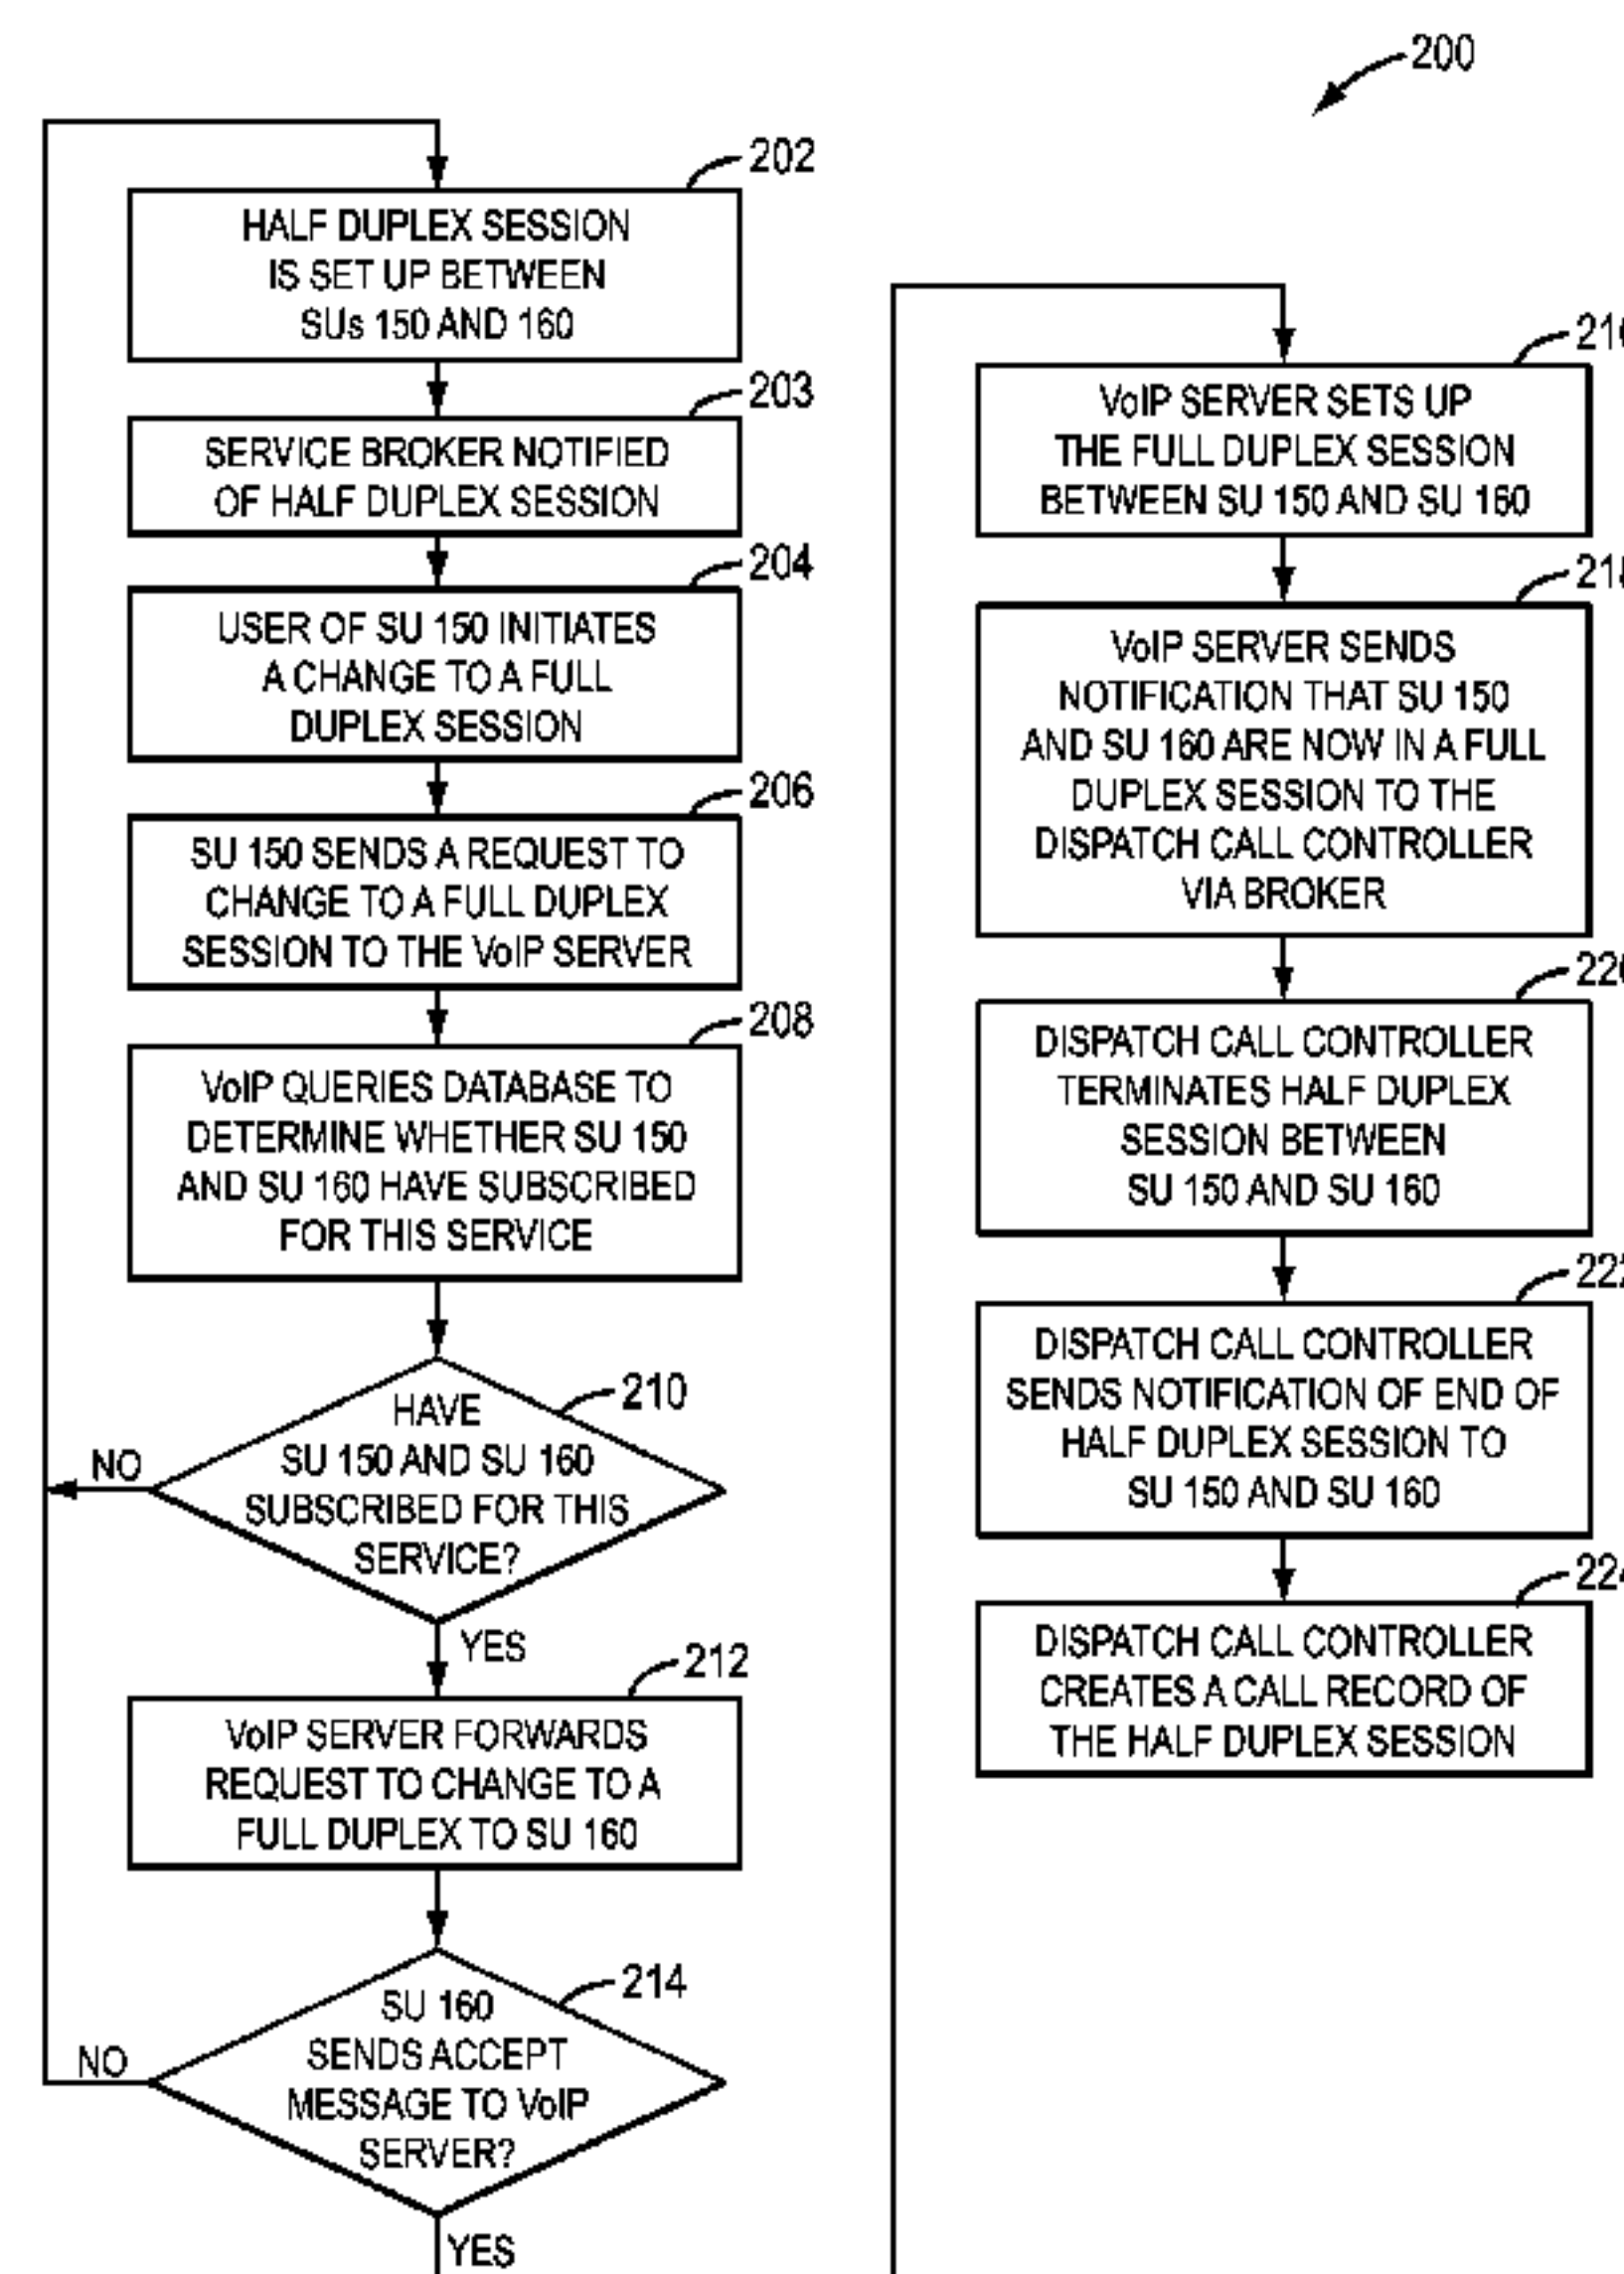 200
202
HALF DUPLEX SESSION
IS SET UP BETWEEN
SUs 150 AND 160
203
SERVICE BROKER NOTIFIED
OF HALF DUPLEX SESSION
204
USER OF SU 150 INITIATES
A CHANGE TO A FULL
DUPLEX SESSION
206
SU 150 SENDS A REQUEST TO
CHANGE TO A FULL DUPLEX
SESSION TO THE VoIP SERVER
208
VoIP QUERIES DATABASE TO
DETERMINE WHETHER SU 150
AND SU 160 HAVE SUBSCRIBED
FOR THIS SERVICE
210
HAVE
SU 150 AND SU 160
SUBSCRIBED FOR THIS
SERVICE?
NO
YES
212
VoIP SERVER FORWARDS
REQUEST TO CHANGE TO A
FULL DUPLEX TO SU 160
214
SU 160
SENDS ACCEPT
MESSAGE TO VoIP
SERVER?
NO
YES
VoIP SERVER SETS UP
THE FULL DUPLEX SESSION
BETWEEN SU 150 AND SU 160
VoIP SERVER SENDS
NOTIFICATION THAT SU 150
AND SU 160 ARE NOW IN A FULL
DUPLEX SESSION TO THE
DISPATCH CALL CONTROLLER
VIA BROKER
DISPATCH CALL CONTROLLER
TERMINATES HALF DUPLEX
SESSION BETWEEN
SU 150 AND SU 160
DISPATCH CALL CONTROLLER
SENDS NOTIFICATION OF END OF
HALF DUPLEX SESSION TO
SU 150 AND SU 160
DISPATCH CALL CONTROLLER
CREATES A CALL RECORD OF
THE HALF DUPLEX SESSION